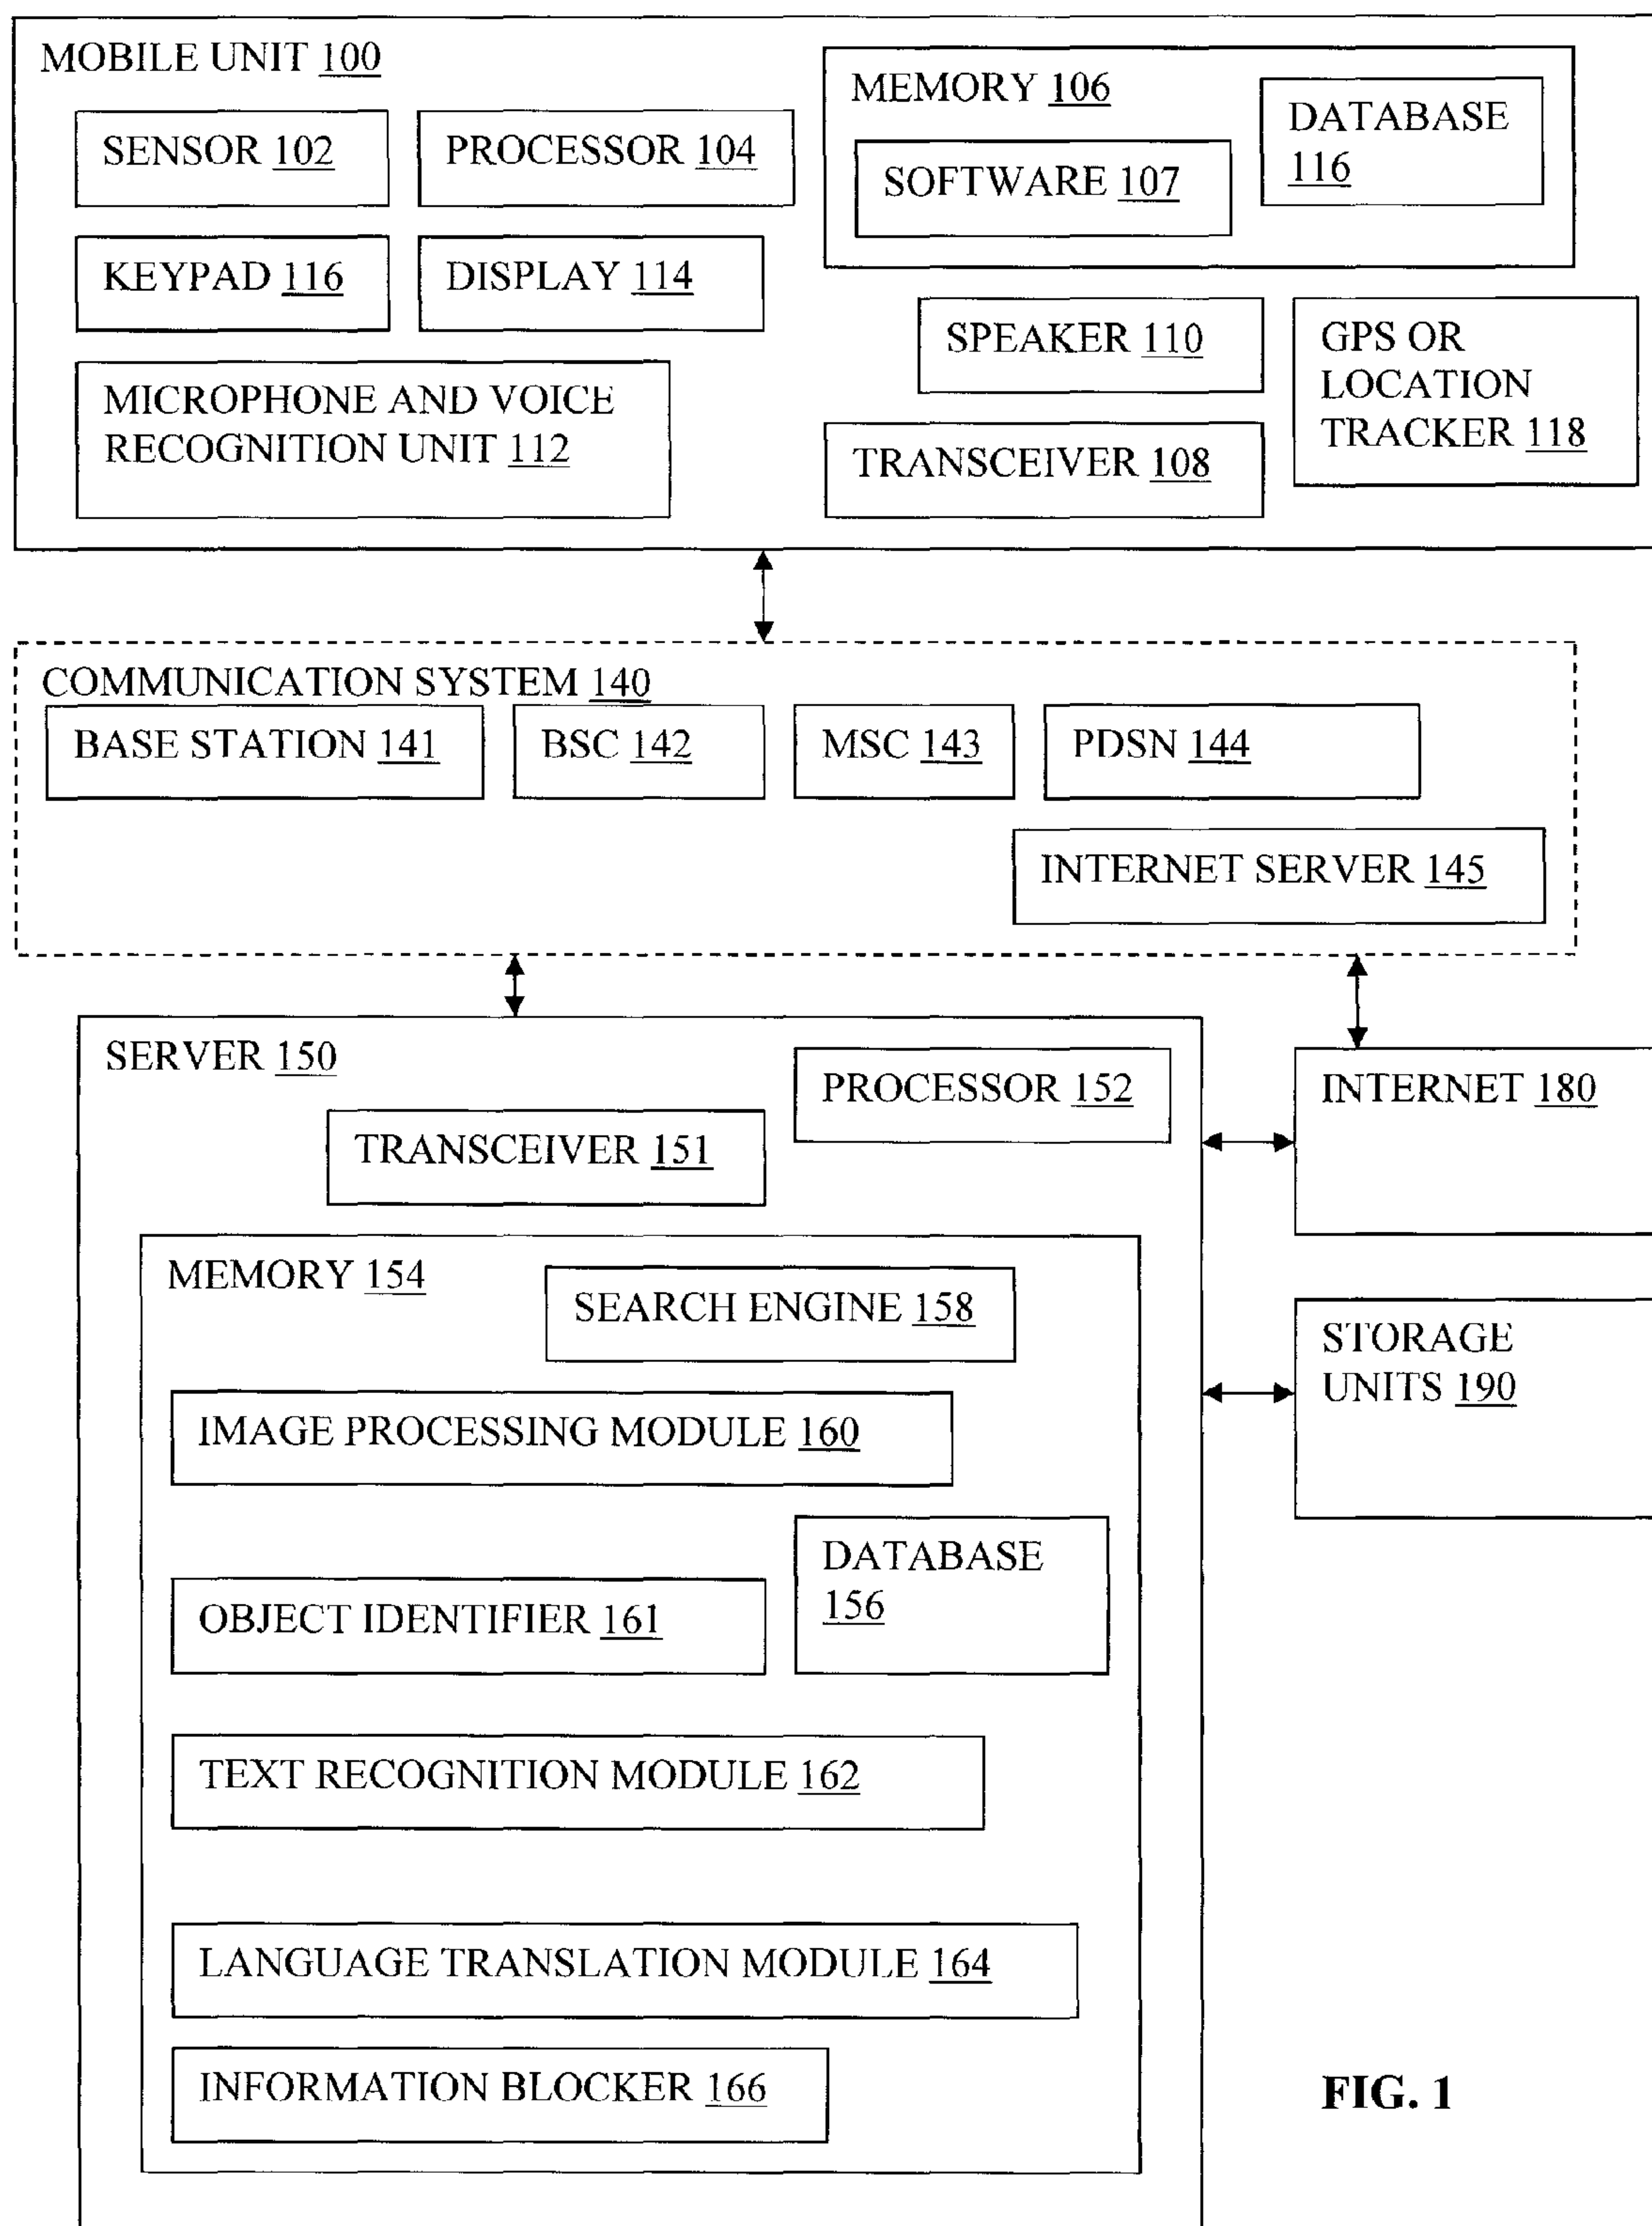 MOBILE UNIT 100
SENSOR 102
PROCESSOR 104
MEMORY 106
SOFTWARE 107
DATABASE
116
KEYPAD 116
DISPLAY 114
MICROPHONE AND VOICE
RECOGNITION UNIT 112
SPEAKER 110
TRANSCEIVER 108
GPS OR
LOCATION
TRACKER 118
COMMUNICATION SYSTEM 140
BASE STATION 141
BSC 142
MSC 143
PDSN 144
INTERNET SERVER 145
SERVER 150
PROCESSOR 152
TRANSCEIVER 151
INTERNET 180
MEMORY 154
SEARCH ENGINE 158
STORAGE
UNITS 190
IMAGE PROCESSING MODULE 160
DATABASE
156
OBJECT IDENTIFIER 161
TEXT RECOGNITION MODULE 162
LANGUAGE TRANSLATION MODULE 164
INFORMATION BLOCKER 166
FIG. 1